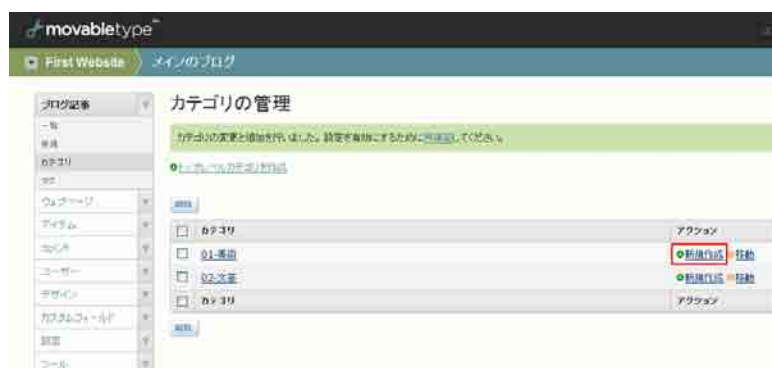 movabletype
First Website
メインのブログ
ブログ記事
カテゴリの管理
一覧
新規
カテゴリの変更と追加を行いました。設定を有効にするために再構築してください。
カテゴリ
トップレベルカテゴリを作成
ウェブページ
削除
アイテム
カテゴリ アクション
コメント
01-美術 新規作成 移動
ユーザー
02-文芸 新規作成 移動
デザイン
カテゴリ アクション
カスタムフィールド
削除
設定
ツール